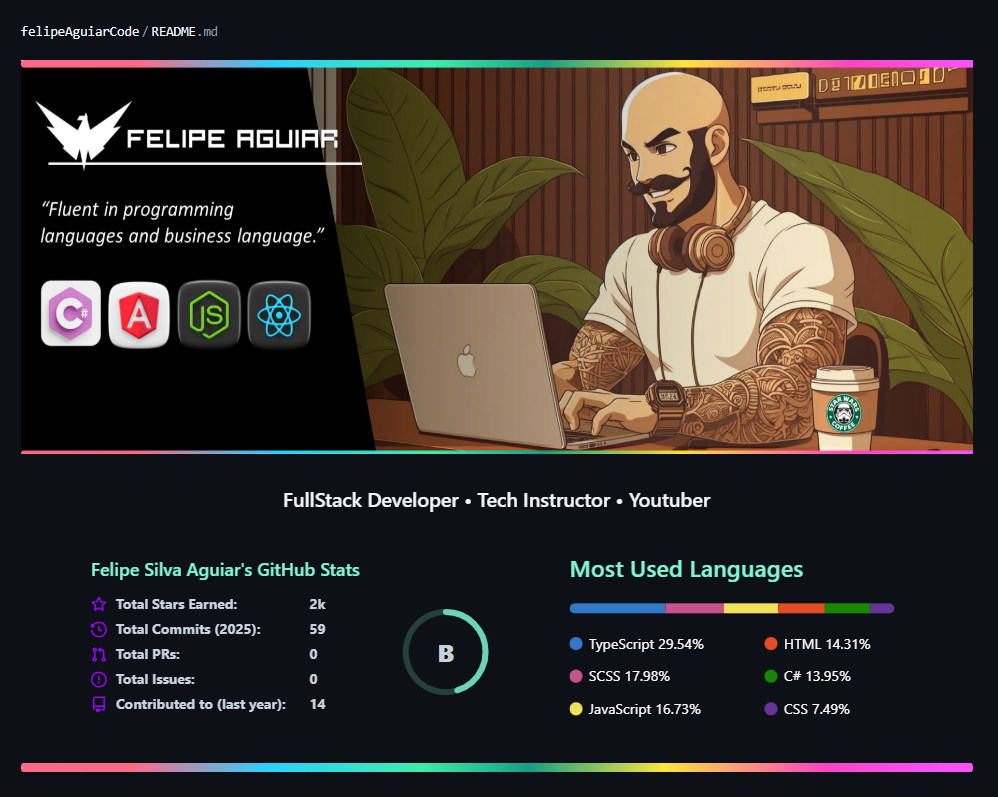 felipeAguiarCode / README.md
FELIPE AGUIAR
“Fluent in programming
languages and business language.”
C#
A
JS
STAR WARS
COFFEE
FullStack Developer • Tech Instructor • Youtuber
Felipe Silva Aguiar's GitHub Stats
Total Stars Earned: 2k
Total Commits (2025): 59
Total PRs: 0
Total Issues: 0
Contributed to (last year): 14
B
Most Used Languages
TypeScript 29.54%
HTML 14.31%
SCSS 17.98%
C# 13.95%
JavaScript 16.73%
CSS 7.49%